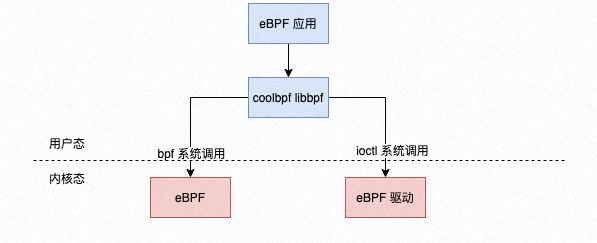 eBPF 应用
coolbpf libbpf
用户态
bpf 系统调用
ioctl 系统调用
内核态
eBPF
eBPF 驱动